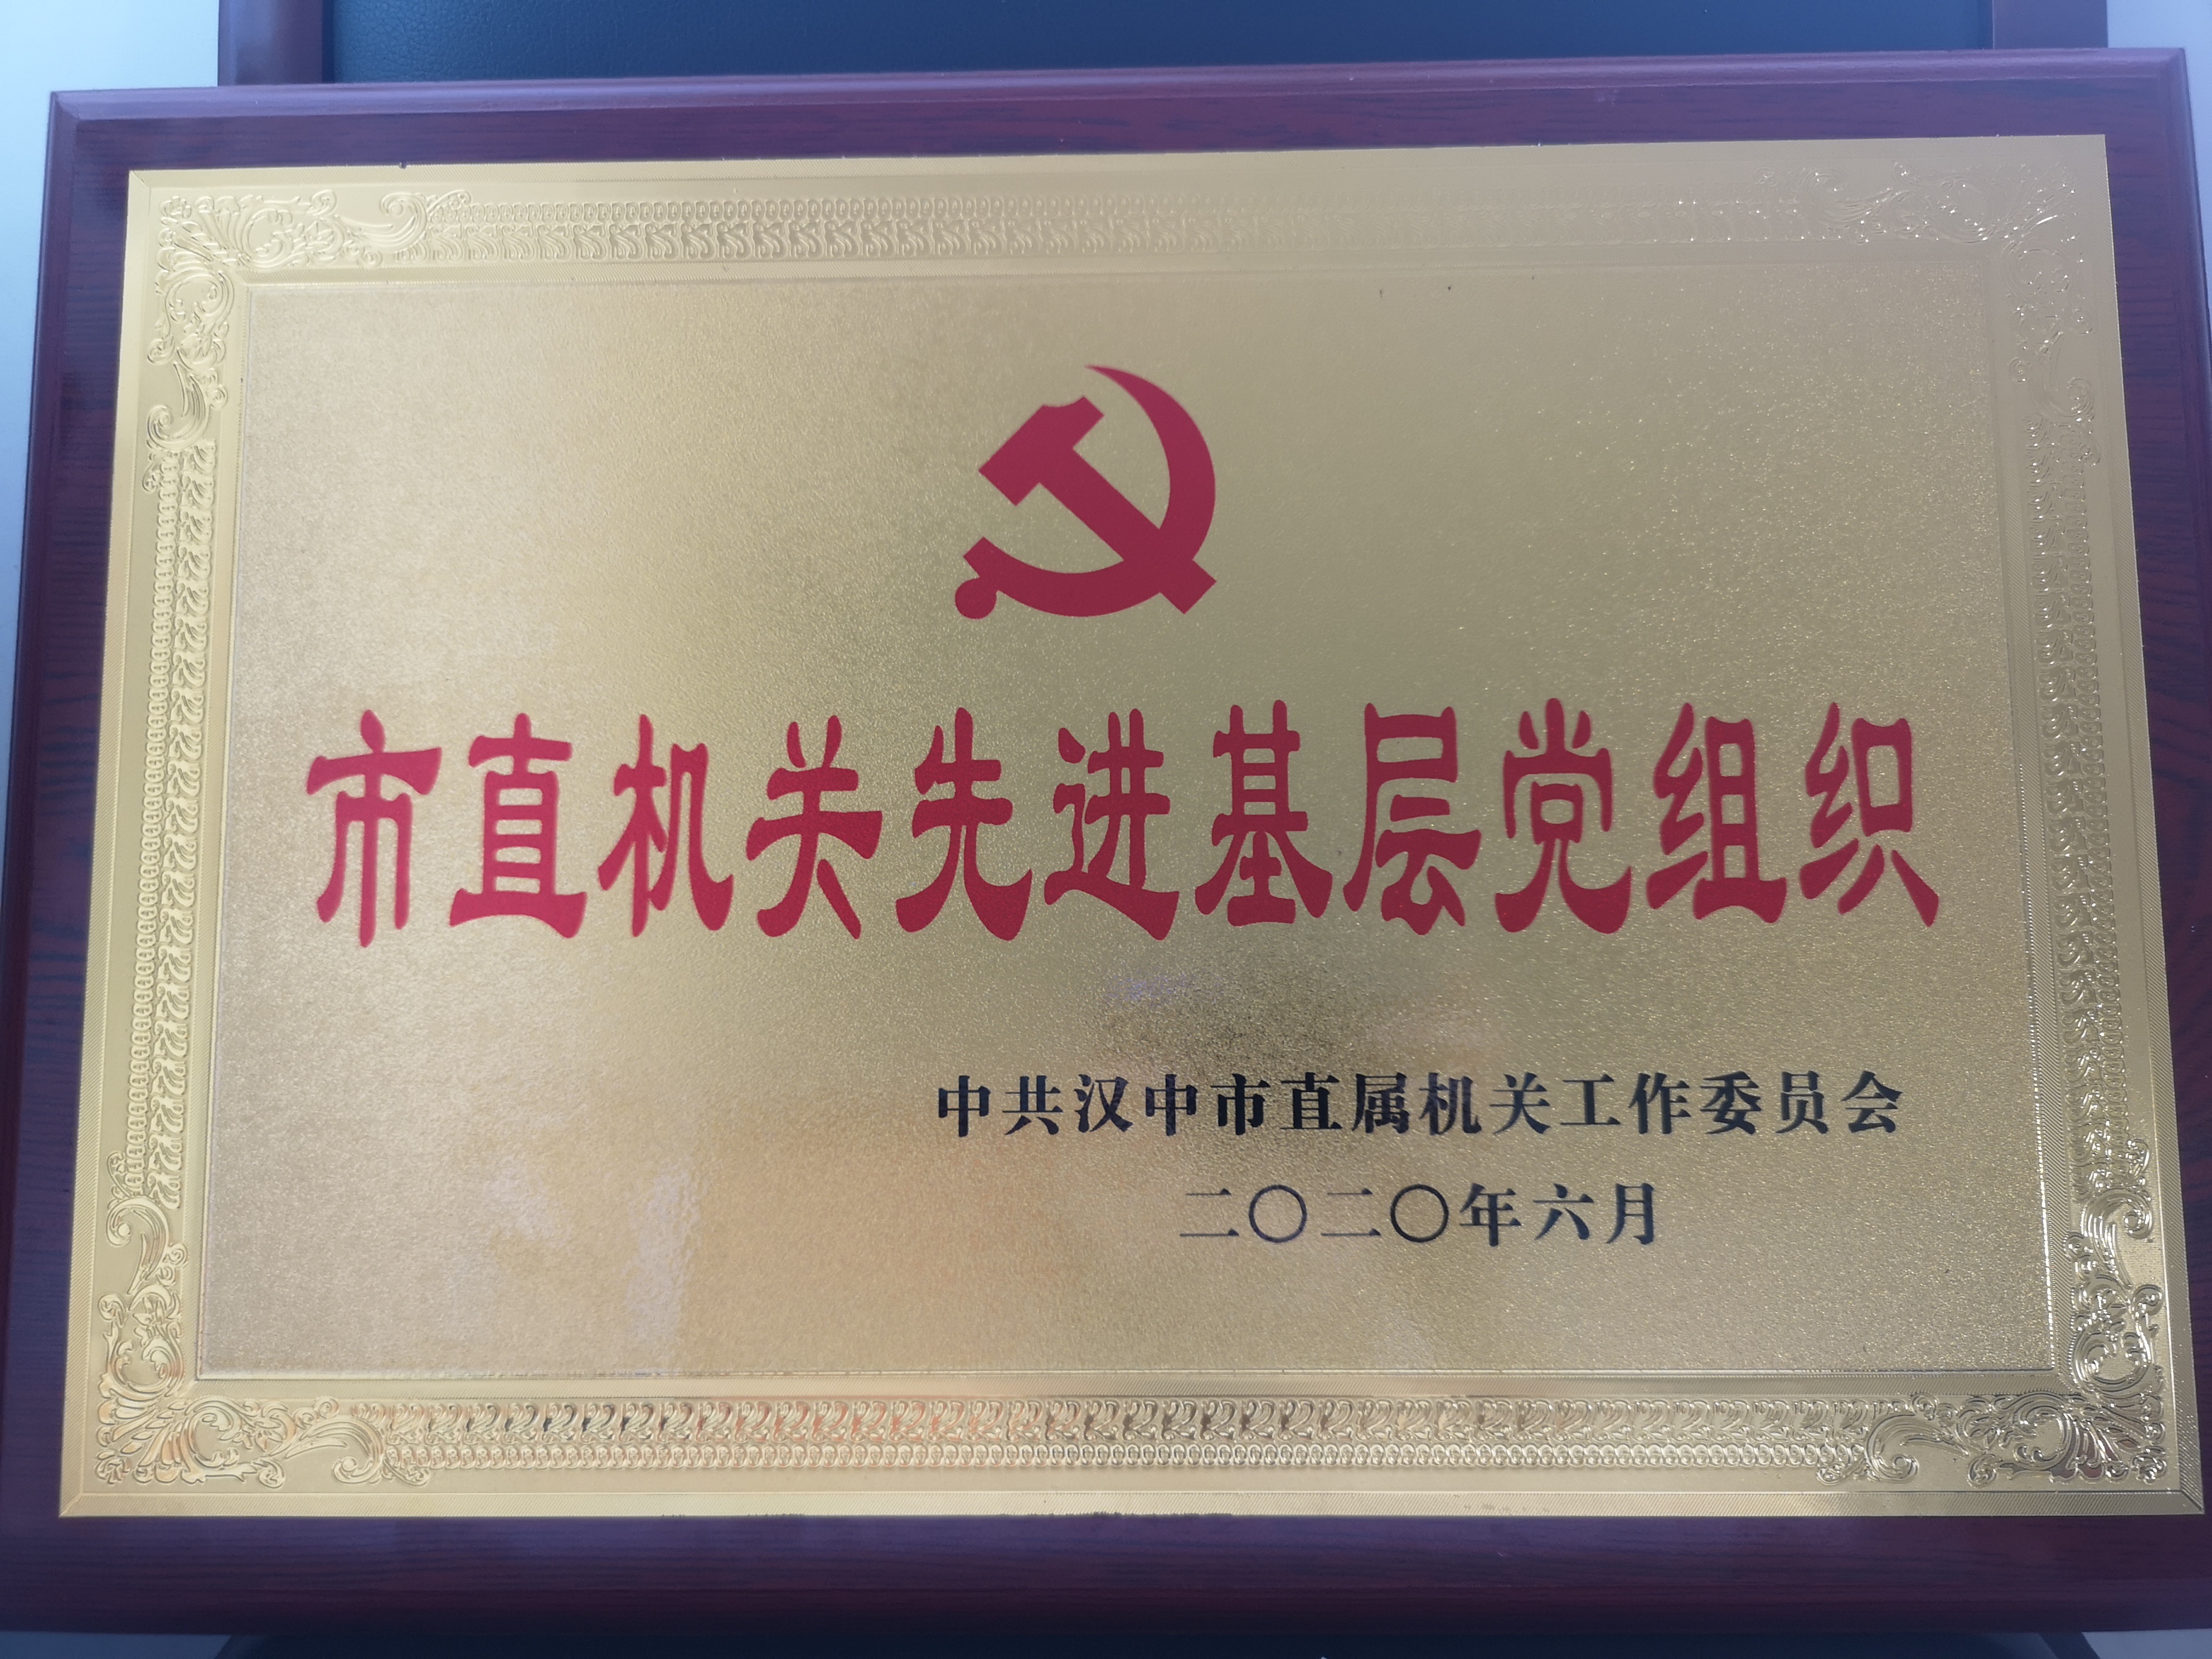 市直机关先进基层党组织
中共汉中市直属机关工作委员会
二〇二〇年六月